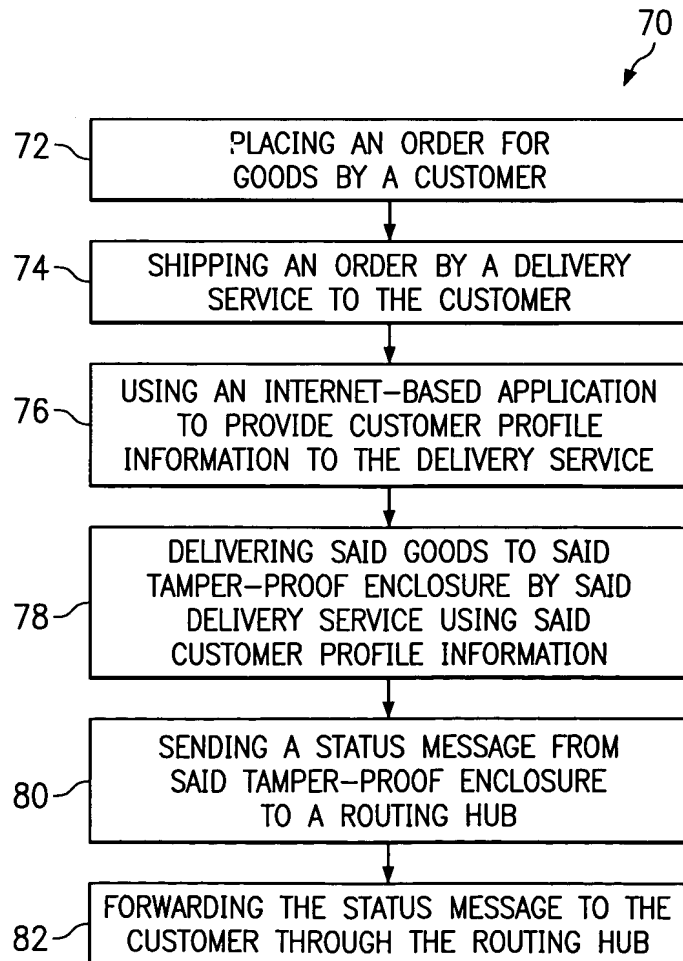 70
72
PLACING AN ORDER FOR
GOODS BY A CUSTOMER
74
SHIPPING AN ORDER BY A DELIVERY
SERVICE TO THE CUSTOMER
76
USING AN INTERNET-BASED APPLICATION
TO PROVIDE CUSTOMER PROFILE
INFORMATION TO THE DELIVERY SERVICE
78
DELIVERING SAID GOODS TO SAID
TAMPER-PROOF ENCLOSURE BY SAID
DELIVERY SERVICE USING SAID
CUSTOMER PROFILE INFORMATION
80
SENDING A STATUS MESSAGE FROM
SAID TAMPER-PROOF ENCLOSURE
TO A ROUTING HUB
82
FORWARDING THE STATUS MESSAGE TO THE
CUSTOMER THROUGH THE ROUTING HUB